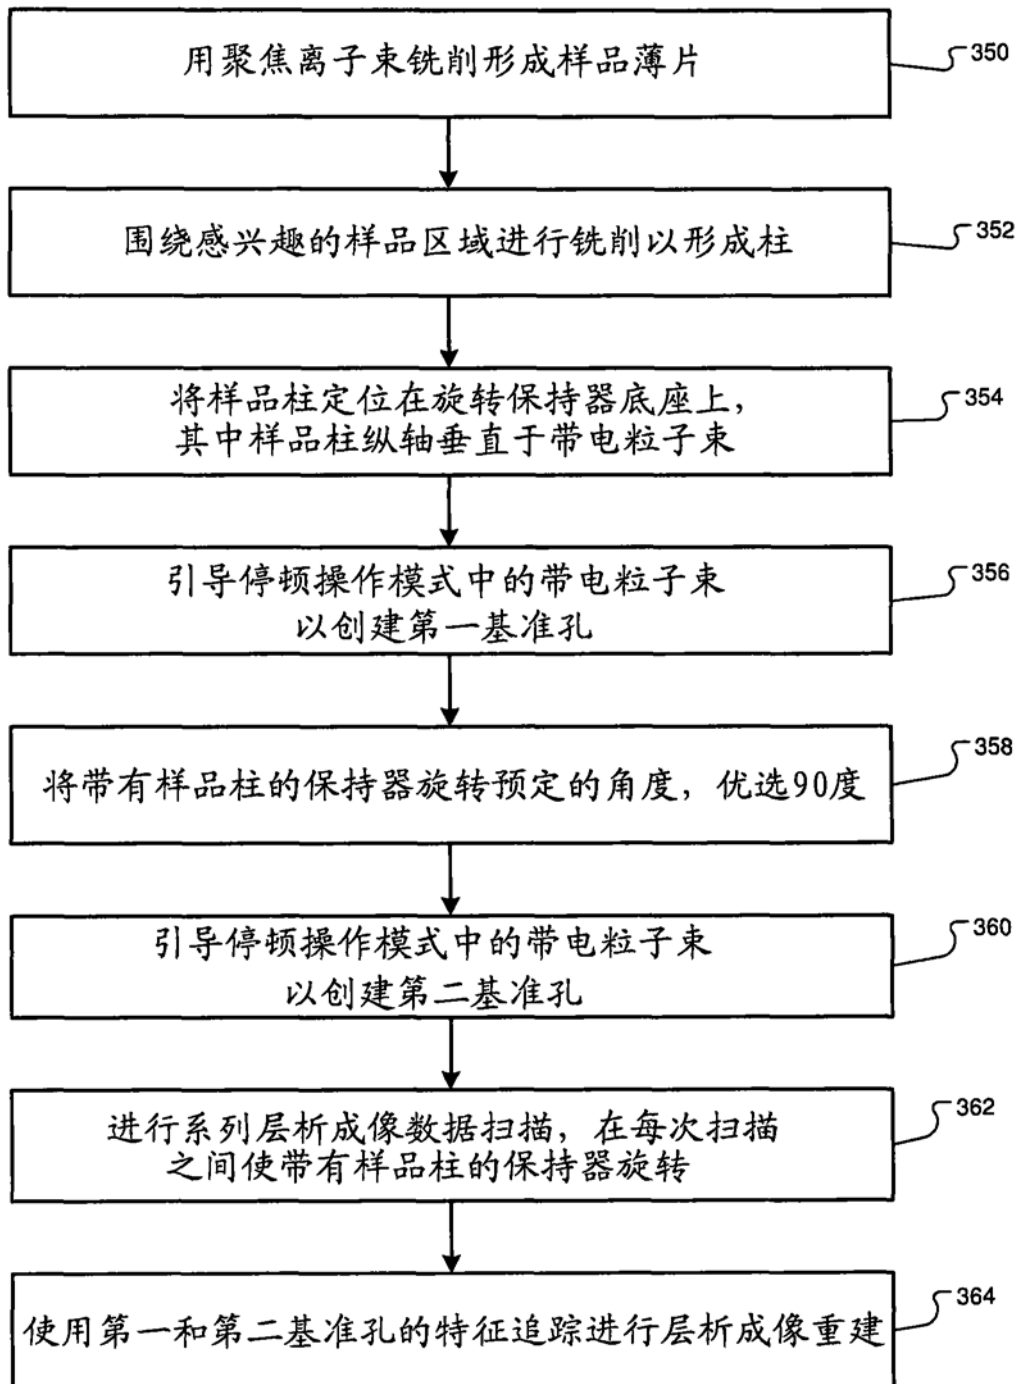 用聚焦离子束铣削形成样品薄片
350
围绕感兴趣的样品区域进行铣削以形成柱
352
将样品柱定位在旋转保持器底座上，
其中样品柱纵轴垂直于带电粒子束
354
引导停顿操作模式中的带电粒子束
以创建第一基准孔
356
将带有样品柱的保持器旋转预定的角度，优选90度
358
引导停顿操作模式中的带电粒子束
以创建第二基准孔
360
进行系列层析成像数据扫描，在每次扫描
之间使带有样品柱的保持器旋转
362
使用第一和第二基准孔的特征追踪进行层析成像重建
364